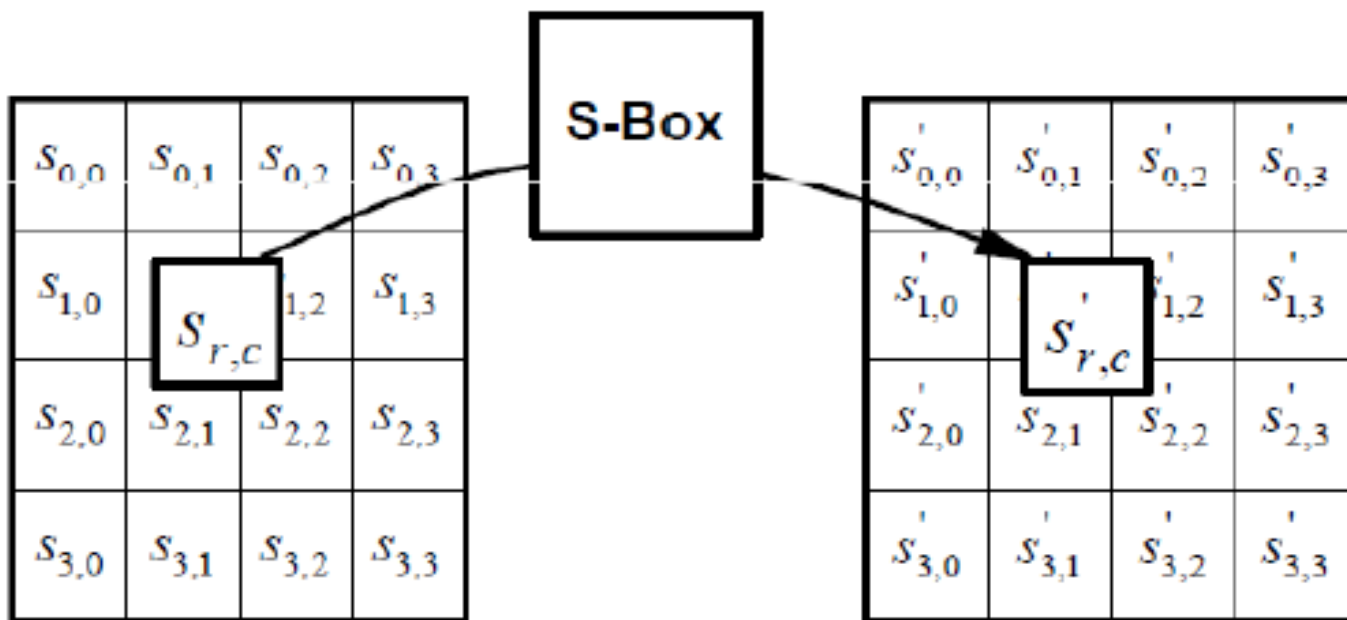 S-Box
s0,0 s0,1 s0,2 s0,3 s'0,0 s'0,1 s'0,2 s'0,3
s1,0 1,2 s1,3 s'1,0 s'1,2 s'1,3
sr,c s'r,c
s2,0 s2,1 s2,2 s2,3 s'2,0 s2,1 s'2,2 s'2,3
s3,0 s3,1 s3,2 s3,3 s'3,0 s'3,1 s'3,2 s'3,3